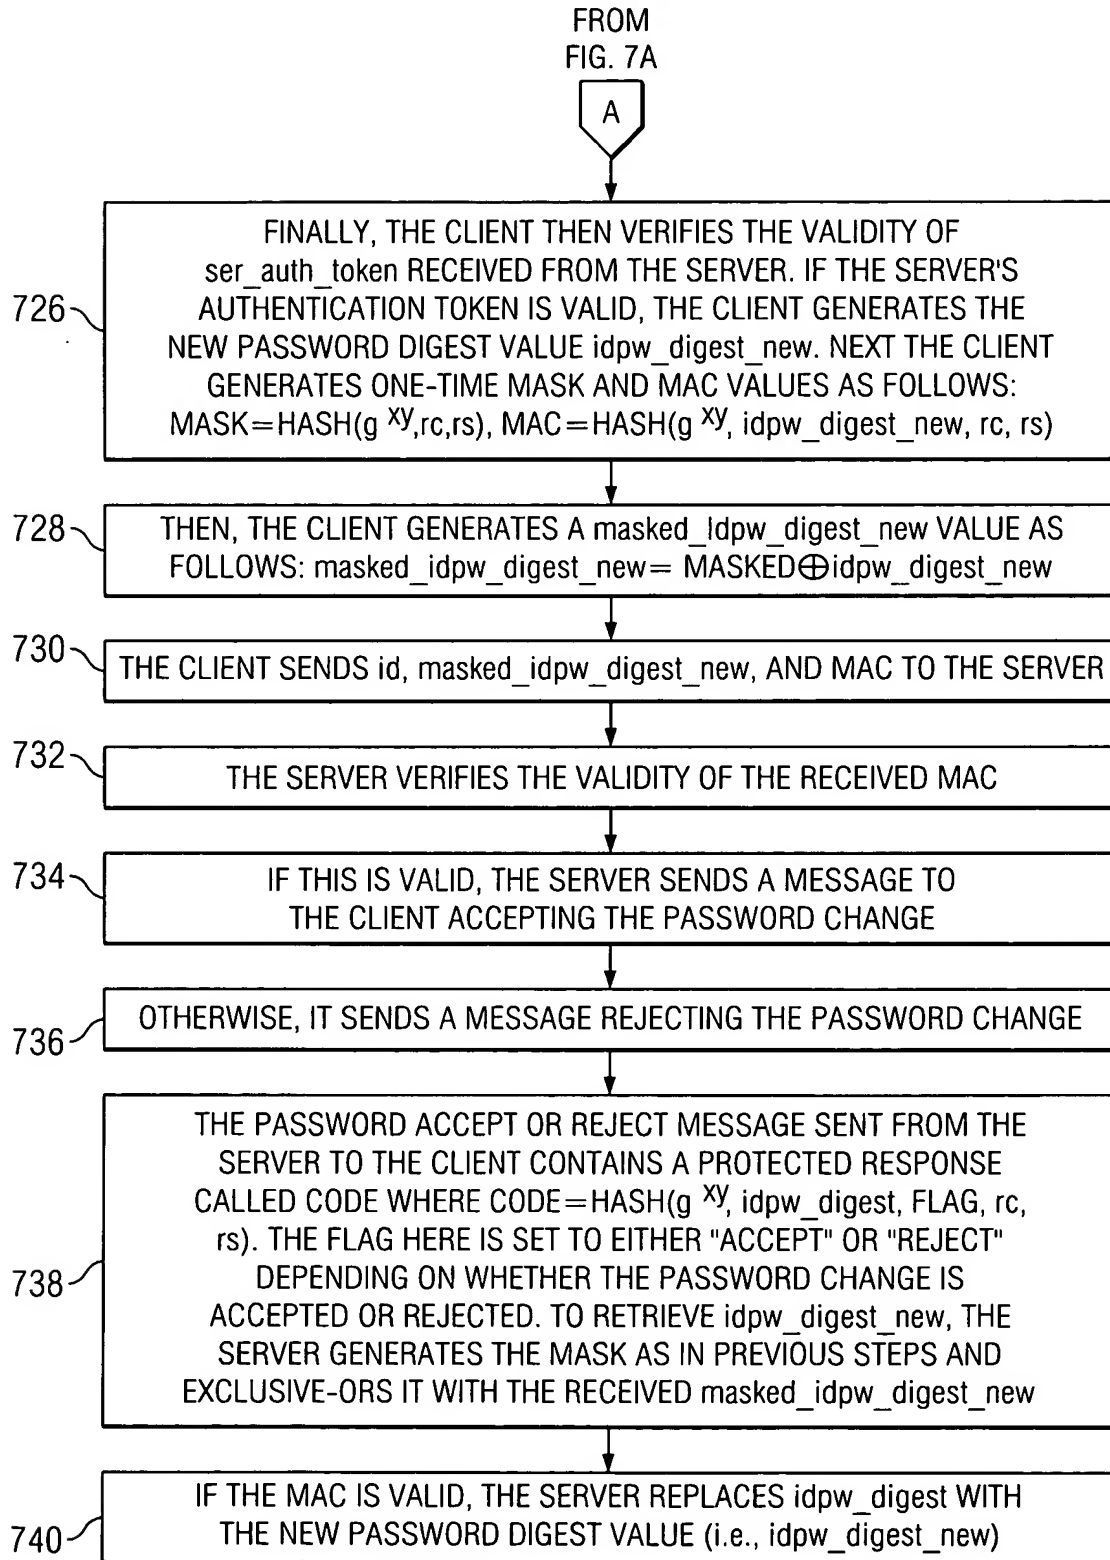 FROM
FIG. 7A
A
726
FINALLY, THE CLIENT THEN VERIFIES THE VALIDITY OF
ser_auth_token RECEIVED FROM THE SERVER. IF THE SERVER'S
AUTHENTICATION TOKEN IS VALID, THE CLIENT GENERATES THE
NEW PASSWORD DIGEST VALUE idpw_digest_new. NEXT THE CLIENT
GENERATES ONE-TIME MASK AND MAC VALUES AS FOLLOWS:
MASK=HASH(g xy,rc,rs), MAC=HASH(g xy, idpw_digest_new, rc, rs)
728
THEN, THE CLIENT GENERATES A masked_Idpw_digest_new VALUE AS
FOLLOWS: masked_idpw_digest_new= MASKED⊕idpw_digest_new
730
THE CLIENT SENDS id, masked_idpw_digest_new, AND MAC TO THE SERVER
732
THE SERVER VERIFIES THE VALIDITY OF THE RECEIVED MAC
734
IF THIS IS VALID, THE SERVER SENDS A MESSAGE TO
THE CLIENT ACCEPTING THE PASSWORD CHANGE
736
OTHERWISE, IT SENDS A MESSAGE REJECTING THE PASSWORD CHANGE
738
THE PASSWORD ACCEPT OR REJECT MESSAGE SENT FROM THE
SERVER TO THE CLIENT CONTAINS A PROTECTED RESPONSE
CALLED CODE WHERE CODE=HASH(g xy, idpw_digest, FLAG, rc,
rs). THE FLAG HERE IS SET TO EITHER "ACCEPT" OR "REJECT"
DEPENDING ON WHETHER THE PASSWORD CHANGE IS
ACCEPTED OR REJECTED. TO RETRIEVE idpw_digest_new, THE
SERVER GENERATES THE MASK AS IN PREVIOUS STEPS AND
EXCLUSIVE-ORS IT WITH THE RECEIVED masked_idpw_digest_new
740
IF THE MAC IS VALID, THE SERVER REPLACES idpw_digest WITH
THE NEW PASSWORD DIGEST VALUE (i.e., idpw_digest_new)